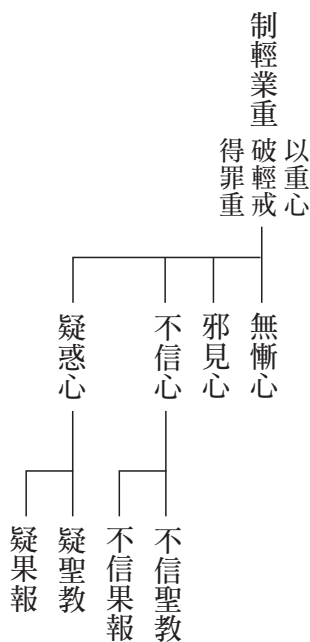 制輕業重
以重心
破輕戒
得罪重
無慚心
邪見心
不信心
不信聖教
不信果報
疑惑心
疑聖教
疑果報